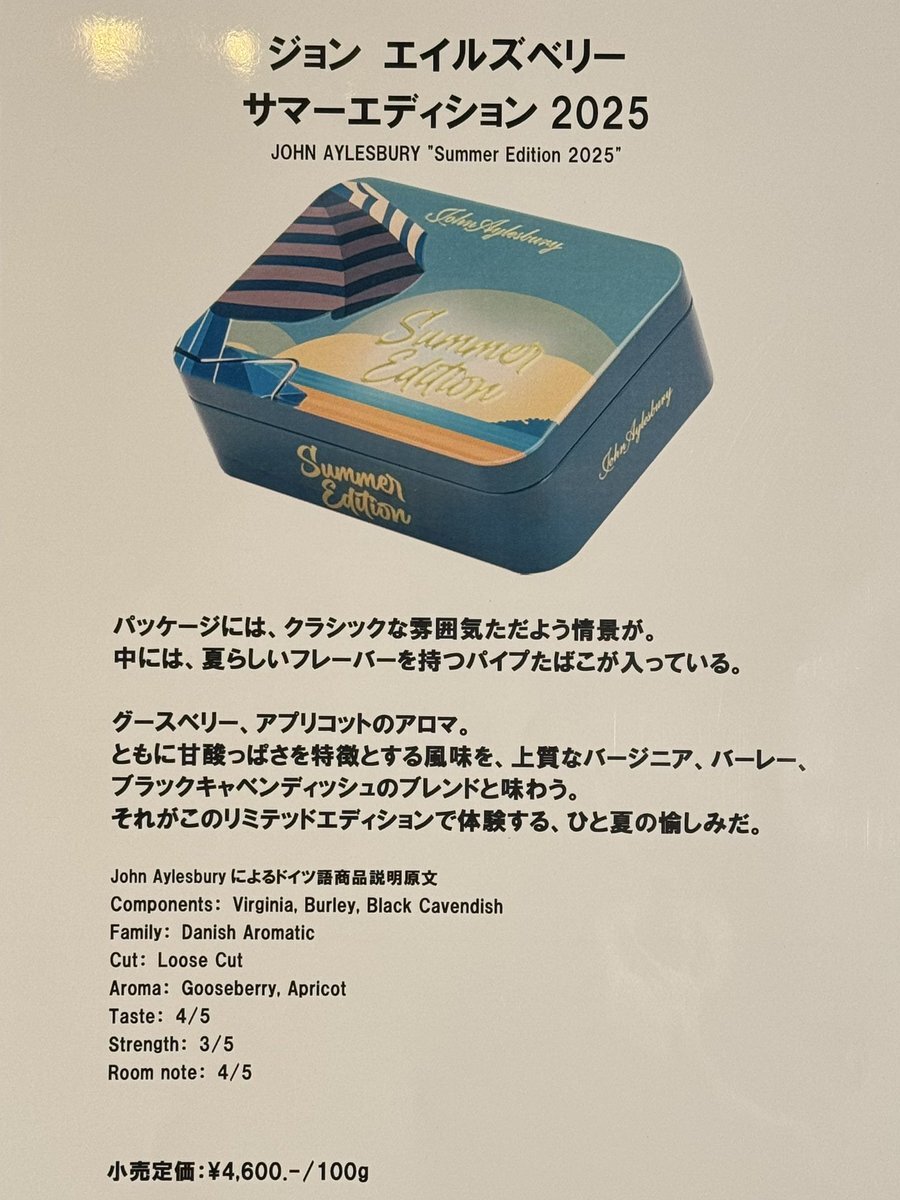 ジョン エイルズベリー
サマーエディション 2025
JOHN AYLESBURY "Summer Edition 2025"
John Aylesbury
Summer
Edition
John Aylesbury
Summer
Edition
パッケージには、クラシックな雰囲気ただよう情景が。
中には、夏らしいフレーバーを持つパイプたばこが入っている。
グースベリー、アプリコットのアロマ。
ともに甘酸っぱさを特徴とする風味を、上質なバージニア、バーレー、
ブラックキャベンディッシュのブレンドと味わう。
それがこのリミテッドエディションで体験する、ひと夏の愉しみだ。
John Aylesbury によるドイツ語商品説明原文
Components: Virginia, Burley, Black Cavendish
Family: Danish Aromatic
Cut: Loose Cut
Aroma: Gooseberry, Apricot
Taste: 4/5
Strength: 3/5
Room note: 4/5
小売定価:¥4,600.-/100g